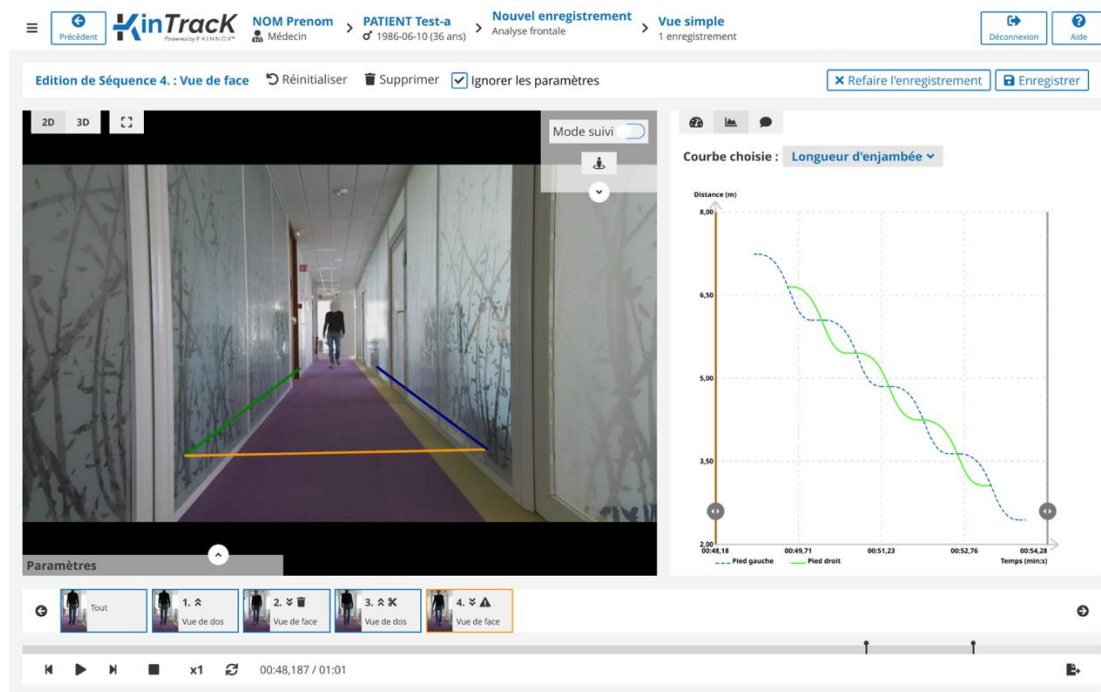 Précédent
KinTracK
Powered by EKINNOX™
NOM Prenom
Médecin
PATIENT Test-a
1986-06-10 (36 ans)
Nouvel enregistrement
Analyse frontale
Vue simple
1 enregistrement
Déconnexion
Aide
Edition de Séquence 4. : Vue de face
Réinitialiser
Supprimer
Ignorer les paramètres
Refaire l'enregistrement
Enregistrer
2D 3D
Mode suivi
Paramètres
Courbe choisie : Longueur d'enjambée
Distance (m)
8,00
6,50
5,00
3,50
2,00
00:48,18 00:49,71 00:51,23 00:52,76 00:54,28
Pied gauche Pied droit Temps (min:s)
Tout
1.
Vue de dos
2.
Vue de face
3.
Vue de dos
4.
Vue de face
x1 00:48,187 / 01:01